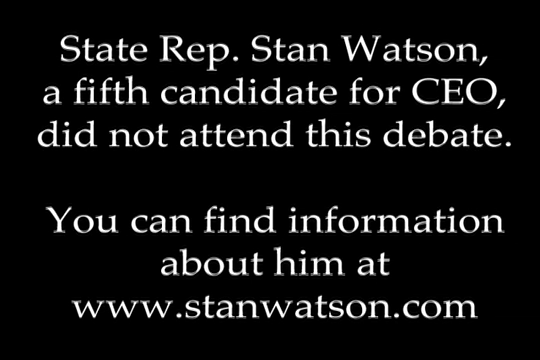 State Rep. Stan Watson,
a fifth candidate for CEO,
did not attend this debate.
You can find information
about him at
www.stanwatson.com